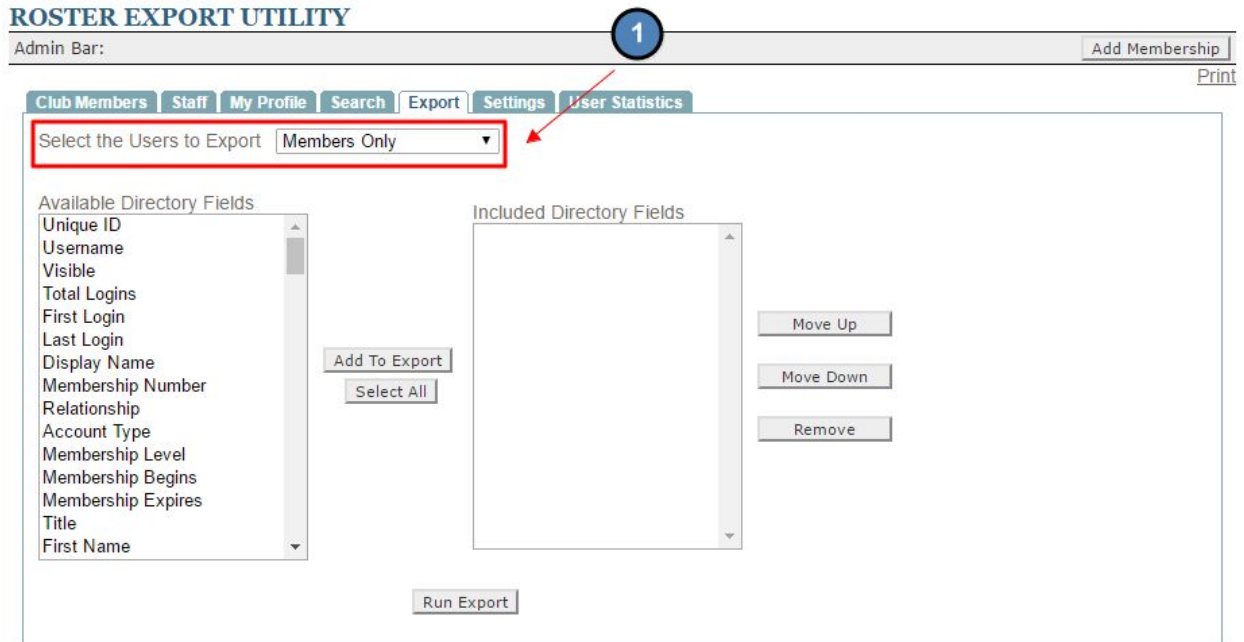 ROSTER EXPORT UTILITY
1
Admin Bar:
Add Membership
Print
Club Members Staff My Profile Search Export Settings User Statistics
Select the Users to Export Members Only
Available Directory Fields
Included Directory Fields
Unique ID
Username
Visible
Total Logins
First Login
Last Login
Display Name
Membership Number
Relationship
Account Type
Membership Level
Membership Begins
Membership Expires
Title
First Name
Add To Export
Select All
Move Up
Move Down
Remove
Run Export